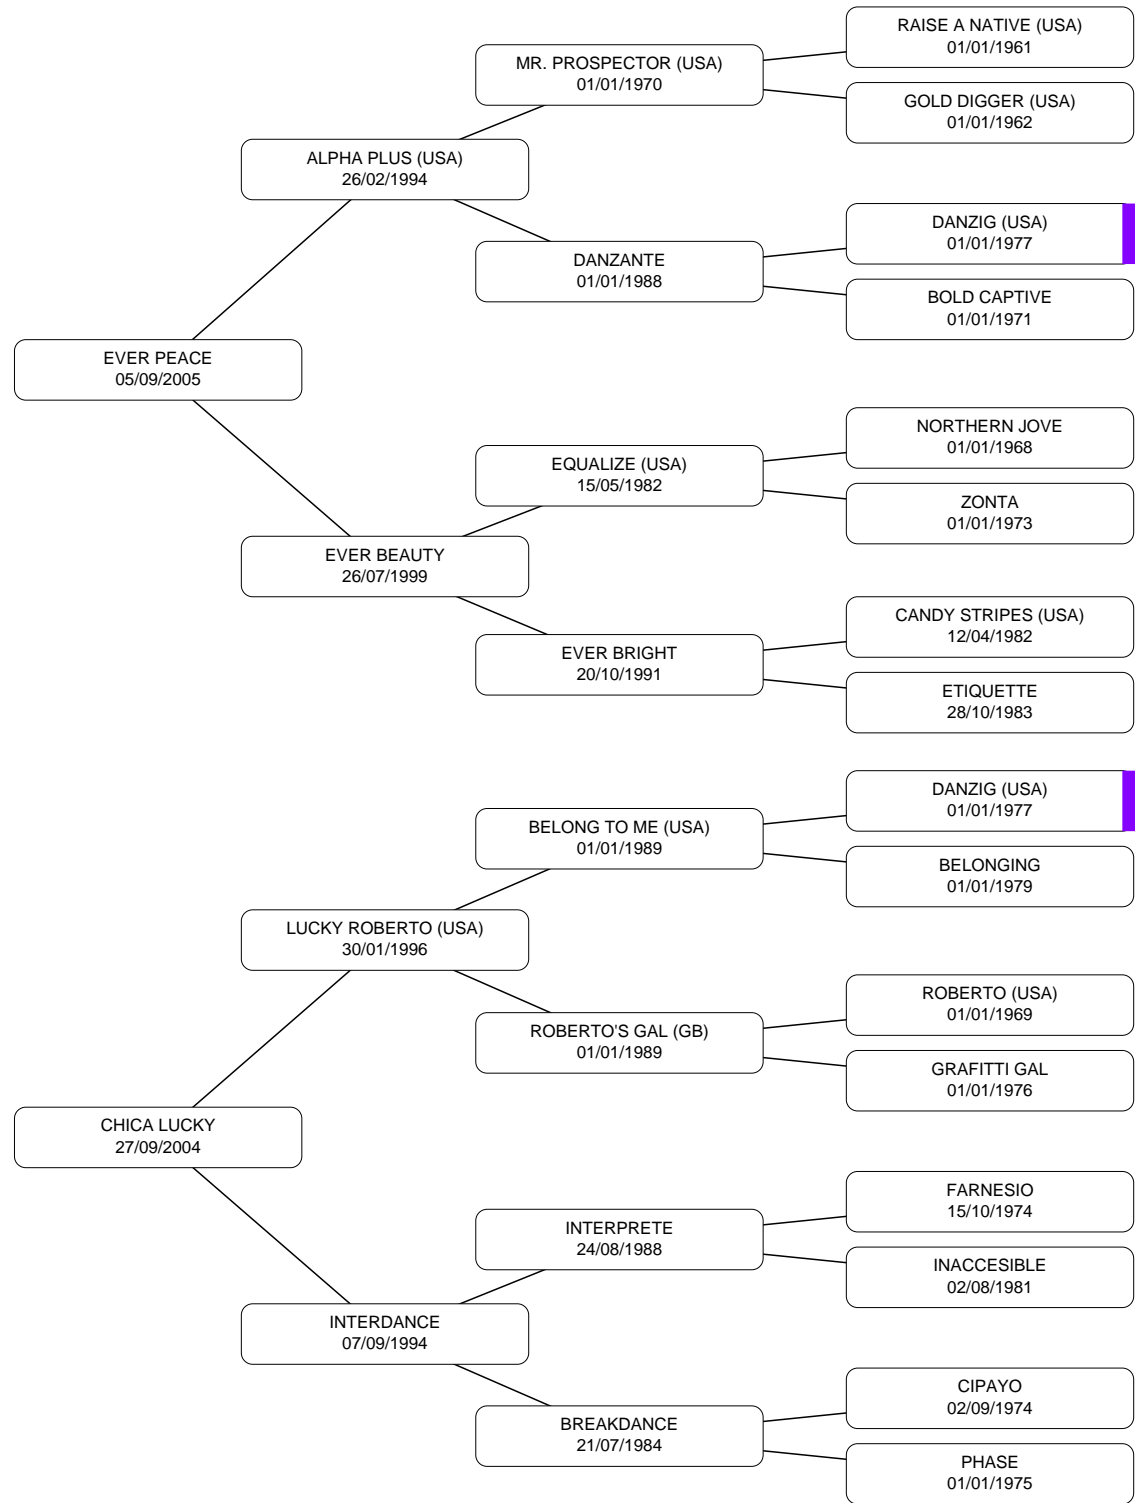 RAISE A NATIVE (USA)
01/01/1961
MR. PROSPECTOR (USA)
01/01/1970
GOLD DIGGER (USA)
01/01/1962
ALPHA PLUS (USA)
26/02/1994
DANZIG (USA)
01/01/1977
DANZANTE
01/01/1988
BOLD CAPTIVE
01/01/1971
EVER PEACE
05/09/2005
NORTHERN JOVE
01/01/1968
EQUALIZE (USA)
15/05/1982
ZONTA
01/01/1973
EVER BEAUTY
26/07/1999
CANDY STRIPES (USA)
12/04/1982
EVER BRIGHT
20/10/1991
ETIQUETTE
28/10/1983
DANZIG (USA)
01/01/1977
BELONG TO ME (USA)
01/01/1989
BELONGING
01/01/1979
LUCKY ROBERTO (USA)
30/01/1996
ROBERTO (USA)
01/01/1969
ROBERTO'S GAL (GB)
01/01/1989
GRAFITTI GAL
01/01/1976
CHICA LUCKY
27/09/2004
FARNESIO
15/10/1974
INTERPRETE
24/08/1988
INACCESIBLE
02/08/1981
INTERDANCE
07/09/1994
CIPAYO
02/09/1974
BREAKDANCE
21/07/1984
PHASE
01/01/1975